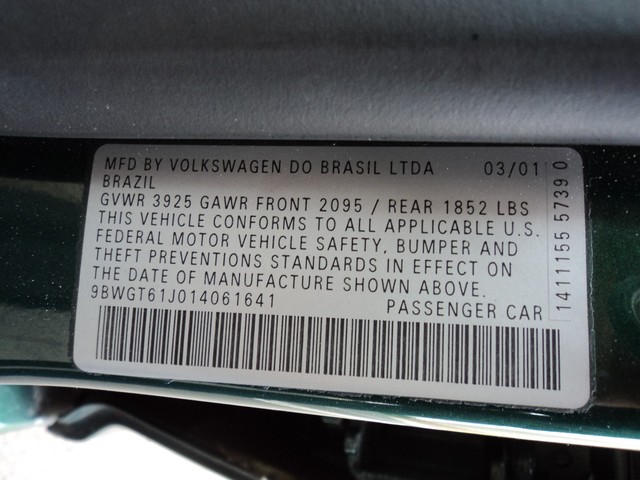 MFD BY VOLKSWAGEN DO BRASIL LTDA 03/01
BRAZIL
GVWR 3925 GAWR FRONT 2095 / REAR 1852 LBS
THIS VEHICLE CONFORMS TO ALL APPLICABLE U.S.
FEDERAL MOTOR VEHICLE SAFETY, BUMPER AND
THEFT PREVENTIONS STANDARDS IN EFFECT ON
THE DATE OF MANUFACTURE SHOWN ABOVE.
9BWGT61J014061641 PASSENGER CAR
1411155 57399 0